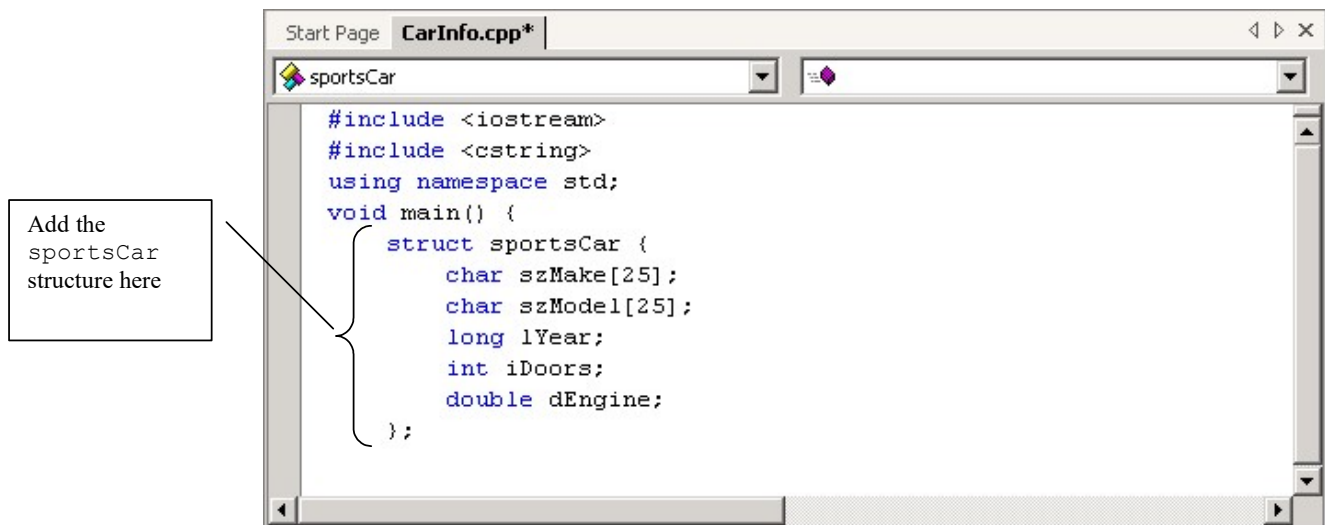 Start Page CarInfo.cpp*
sportsCar
#include <iostream>
#include <cstring>
using namespace std;
void main() {
struct sportsCar {
char szMake[25];
char szModel[25];
long lYear;
int iDoors;
double dEngine;
};
Add the
sportsCar
structure here